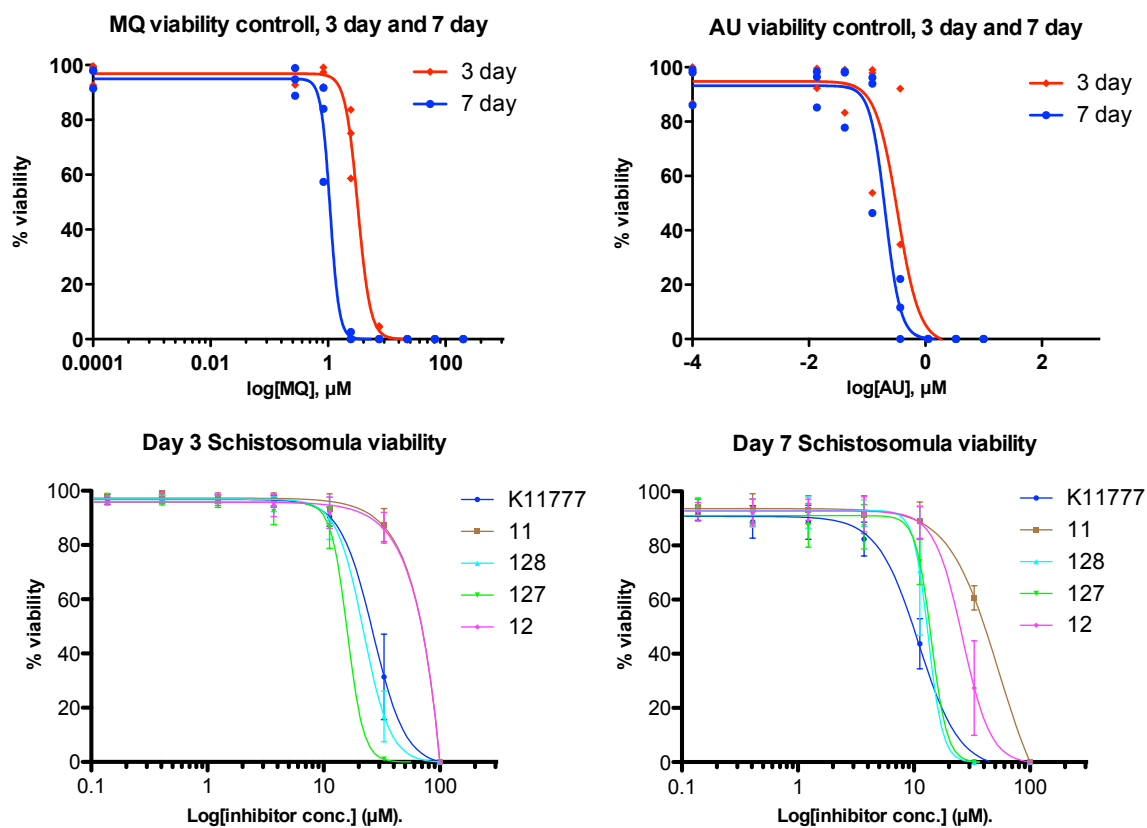 MQ viability controll, 3 day and 7 day
% viability
100
80
60
40
20
0
0.0001
0.01
1
100
log[MQ], µM
3 day
7 day
AU viability controll, 3 day and 7 day
% viability
100
80
60
40
20
0
-4
-2
0
2
log[AU], µM
3 day
7 day
Day 3 Schistosomula viability
% viability
100
80
60
40
20
0
0.1
1
10
100
Log[inhibitor conc.] (µM).
K11777
11
128
127
12
Day 7 Schistosomula viability
% viability
100
80
60
40
20
0
0.1
1
10
100
Log[inhibitor conc.] (µM).
K11777
11
128
127
12